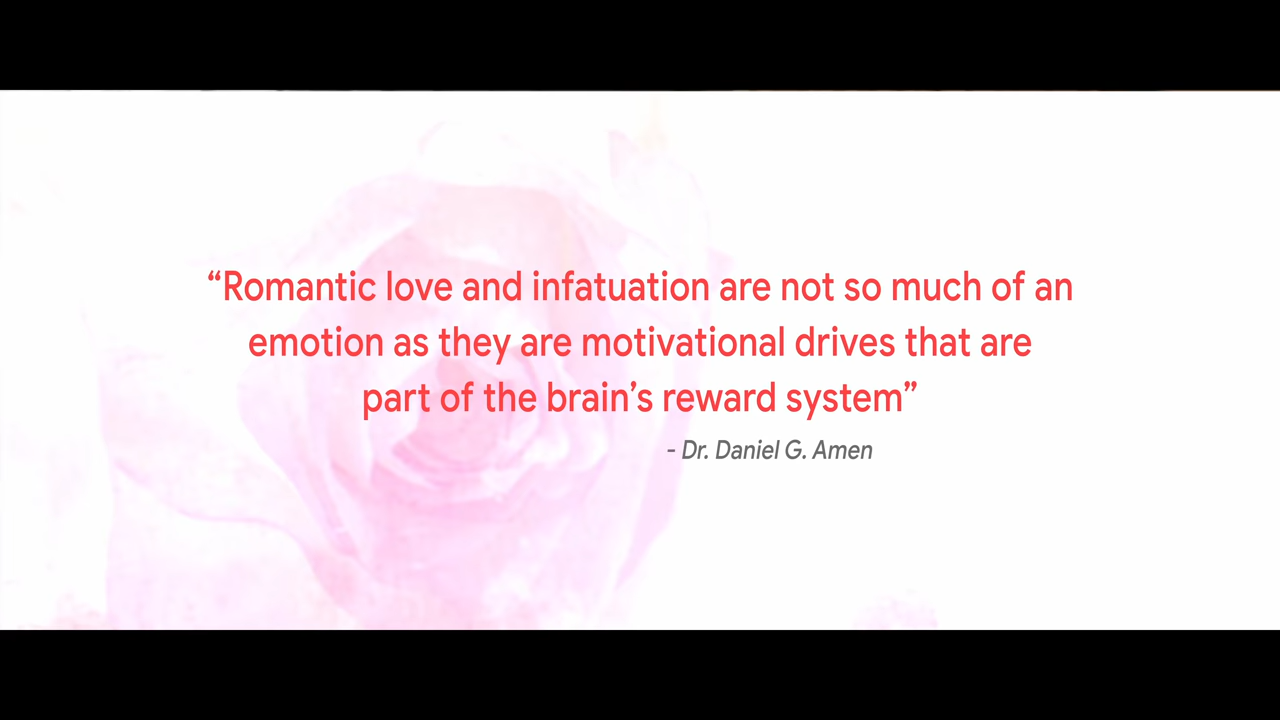 “Romantic love and infatuation are not so much of an
emotion as they are motivational drives that are
part of the brain’s reward system”
- Dr. Daniel G. Amen